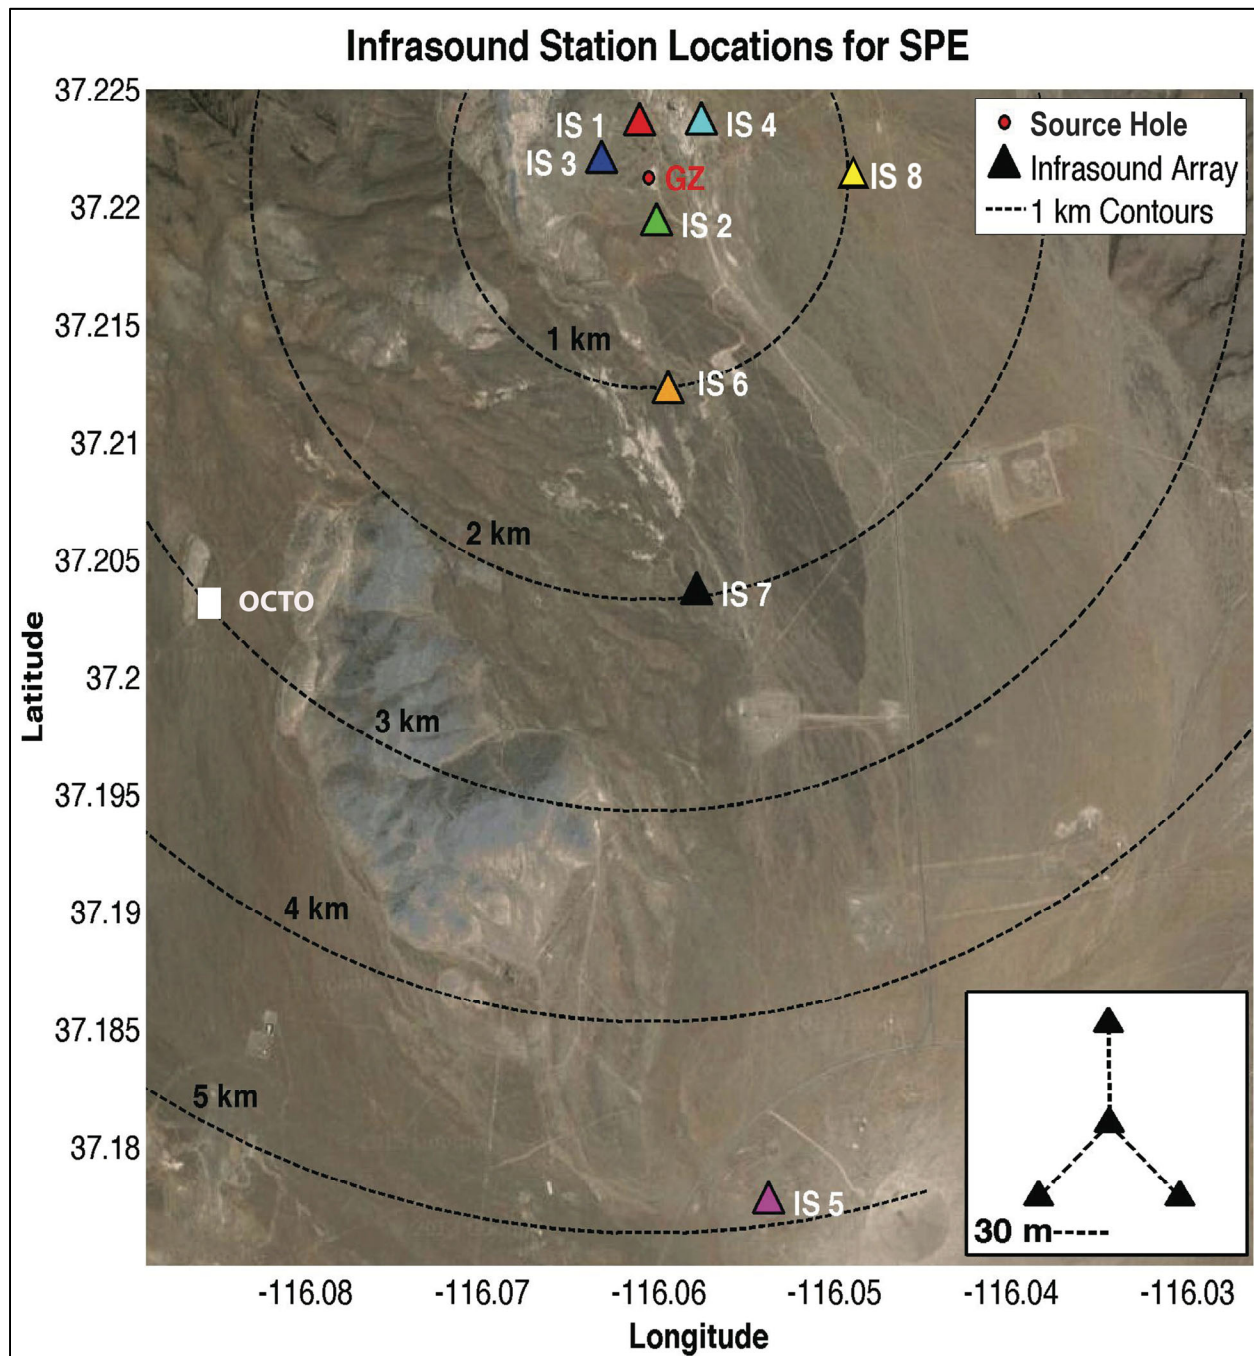 Infrasound Station Locations for SPE
37.225
37.22
37.215
37.21
37.205
37.2
37.195
37.19
37.185
37.18
Latitude
IS 1
IS 4
IS 3
GZ
IS 8
IS 2
Source Hole
Infrasound Array
1 km Contours
1 km
IS 6
2 km
IS 7
OCTO
3 km
4 km
5 km
IS 5
30 m
-116.08
-116.07
-116.06
-116.05
-116.04
-116.03
Longitude